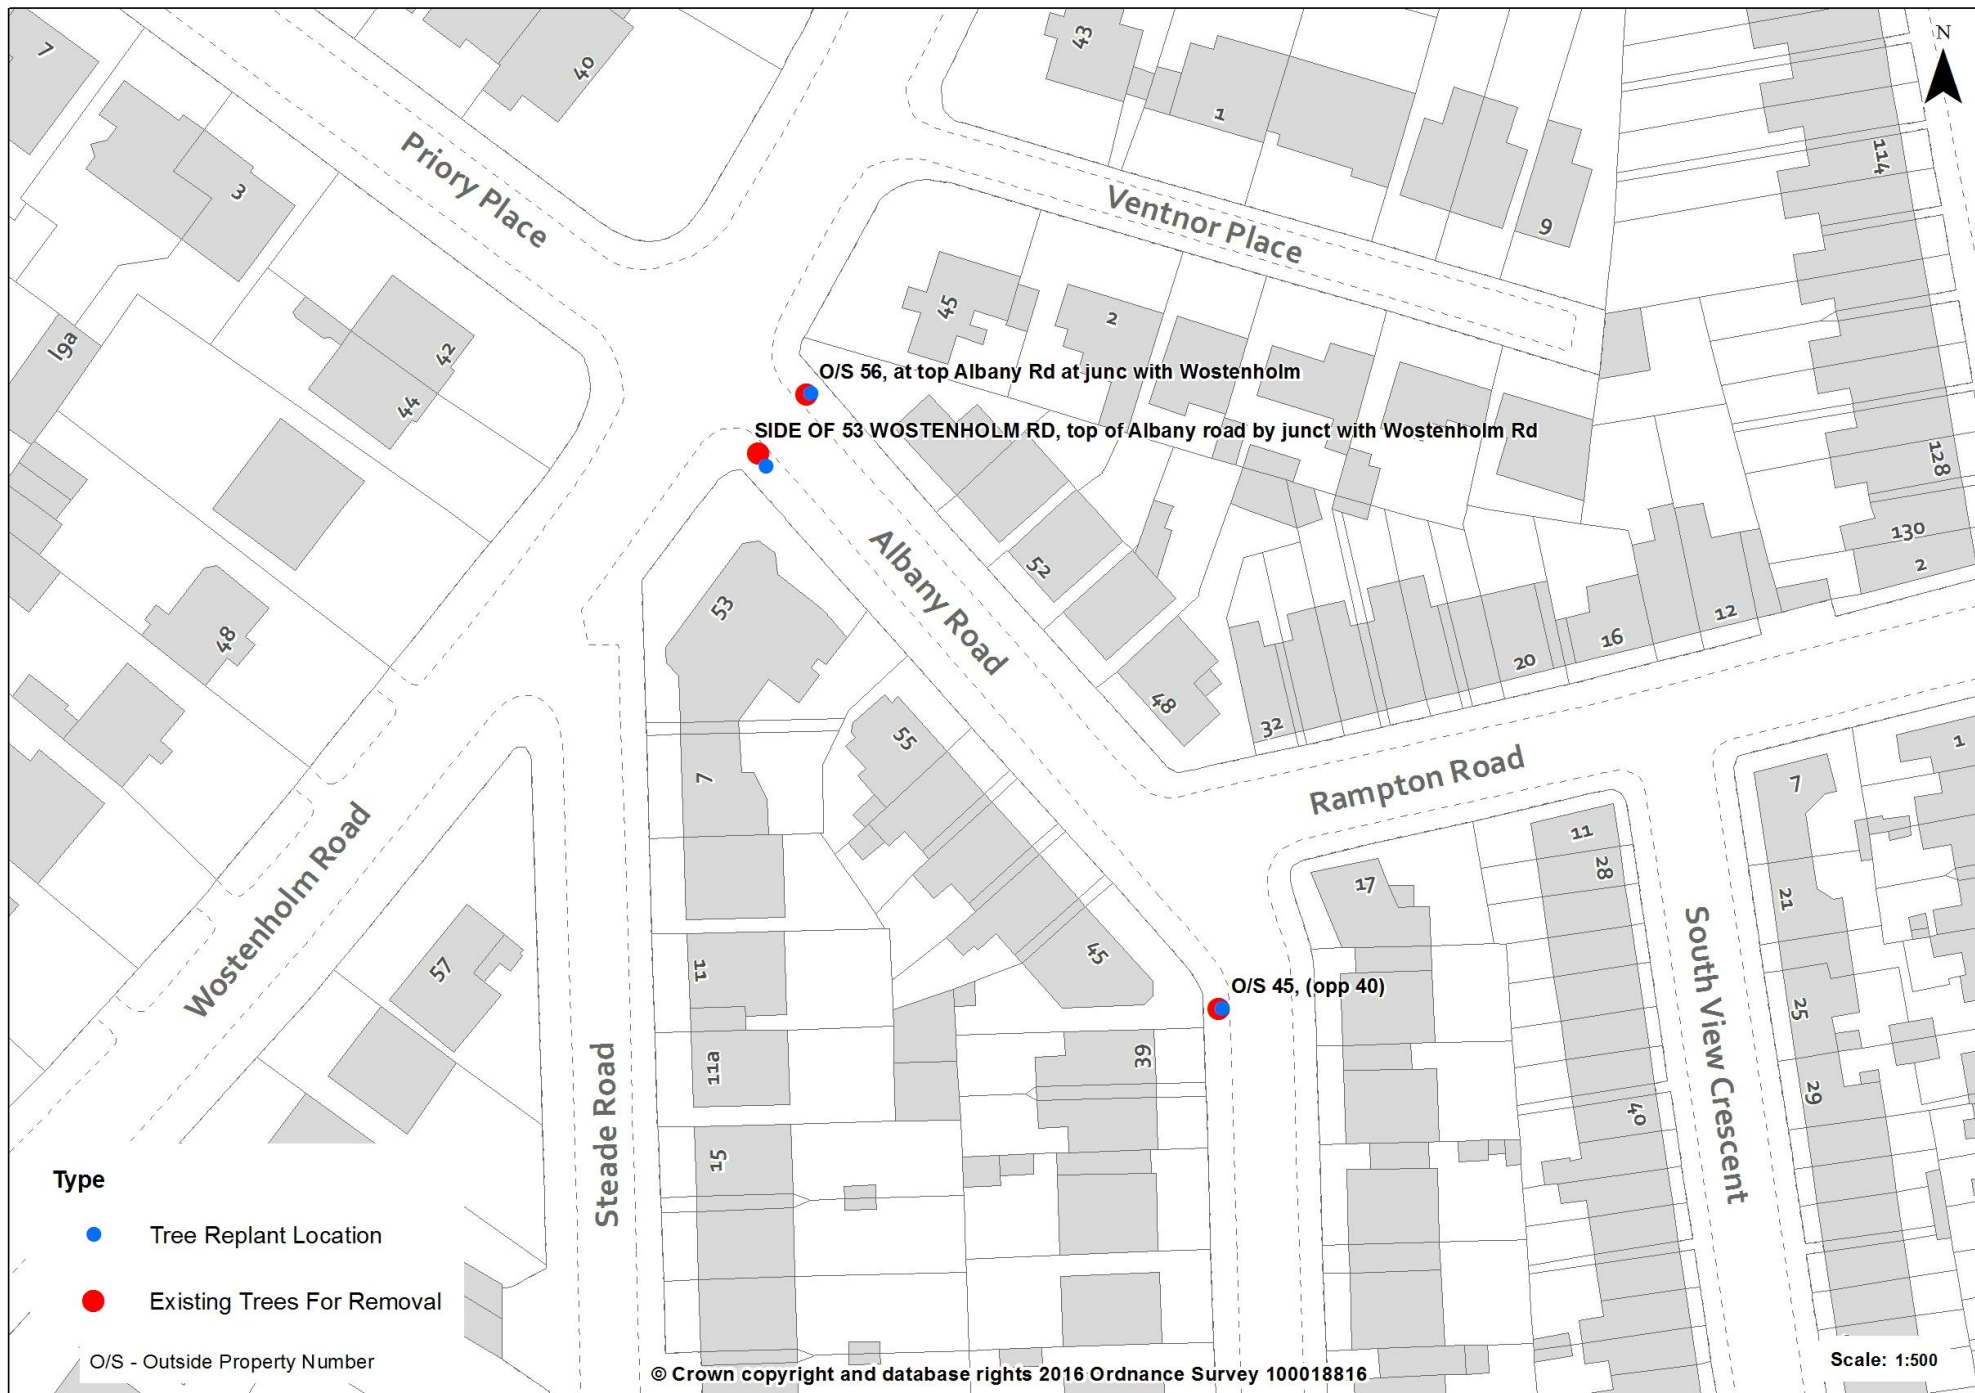 7
40
43
N
1
Priory Place
3
114
Ventnor Place
9
45
2
19a
42
44
O/S 56, at top Albany Rd at junc with Wostenholm
SIDE OF 53 WOSTENHOLM RD, top of Albany road by junct with Wostenholm Rd
128
130
2
52
Albany Road
53
48
12
16
20
48
32
55
7
Rampton Road
1
7
11
28
17
21
Wostenholm Road
57
11
45
O/S 45, (opp 40)
South View Crescent
25
39
11a
29
40
Steade Road
15
Type
Tree Replant Location
Existing Trees For Removal
O/S - Outside Property Number
© Crown copyright and database rights 2016 Ordnance Survey 100018816
Scale: 1:500